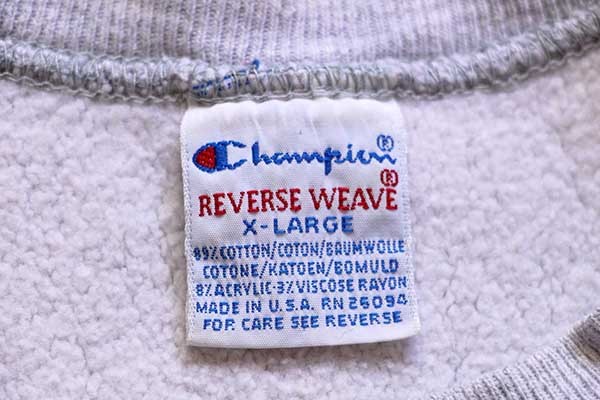 Champion®
REVERSE WEAVE®
X-LARGE
89% COTTON/COTON/BAUMWOLLE
COTONE/KATOEN/BOMULD
8% ACRYLIC-3% VISCOSE RAYON
MADE IN U.S.A. RN 26094
FOR CARE SEE REVERSE